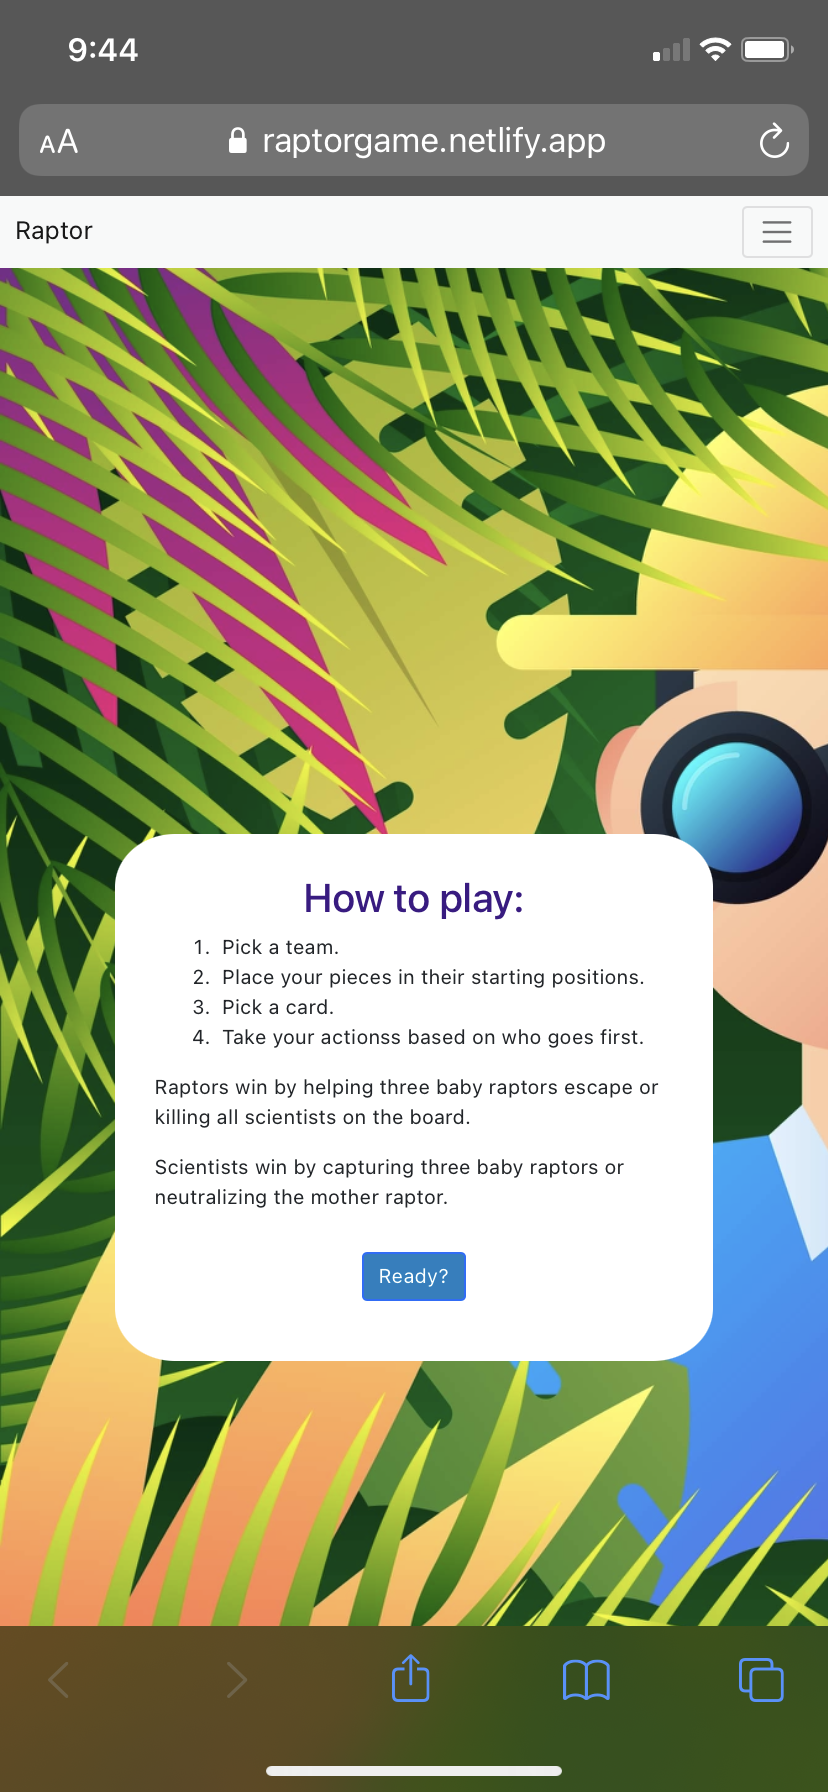 9:44
AA
raptorgame.netlify.app
Raptor
How to play:
1. Pick a team.
2. Place your pieces in their starting positions.
3. Pick a card.
4. Take your actionss based on who goes first.
Raptors win by helping three baby raptors escape or
killing all scientists on the board.
Scientists win by capturing three baby raptors or
neutralizing the mother raptor.
Ready?